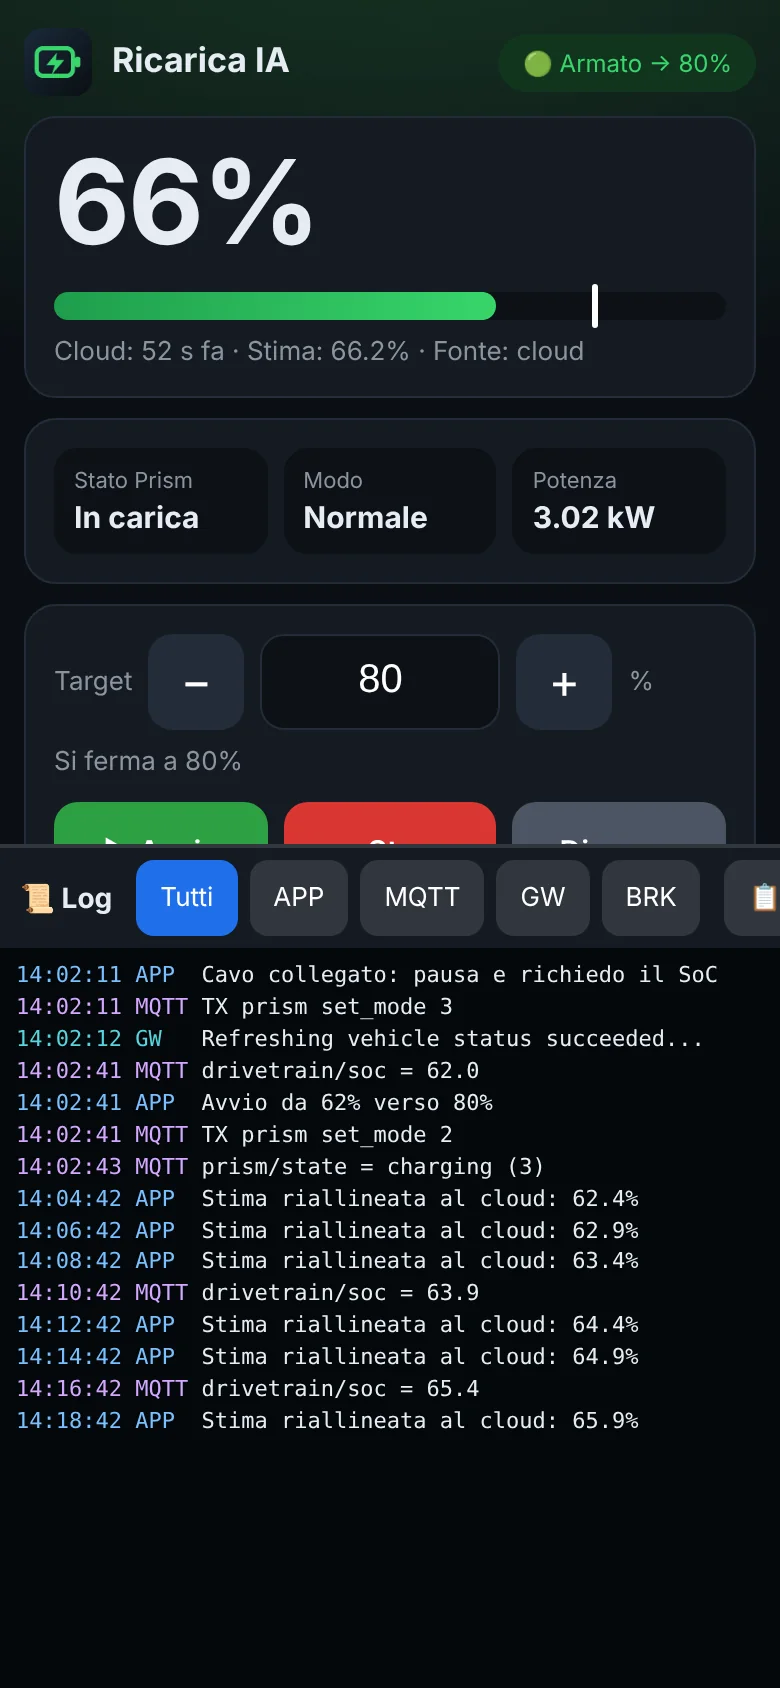 Ricarica IA
Armato → 80%
66%
Cloud: 52 s fa · Stima: 66.2% · Fonte: cloud
Stato Prism
In carica
Modo
Normale
Potenza
3.02 kW
Target − 80 + %
Si ferma a 80%
Log Tutti APP MQTT GW BRK
14:02:11 APP Cavo collegato: pausa e richiedo il SoC
14:02:11 MQTT TX prism set_mode 3
14:02:12 GW Refreshing vehicle status succeeded...
14:02:41 MQTT drivetrain/soc = 62.0
14:02:41 APP Avvio da 62% verso 80%
14:02:41 MQTT TX prism set_mode 2
14:02:43 MQTT prism/state = charging (3)
14:04:42 APP Stima riallineata al cloud: 62.4%
14:06:42 APP Stima riallineata al cloud: 62.9%
14:08:42 APP Stima riallineata al cloud: 63.4%
14:10:42 MQTT drivetrain/soc = 63.9
14:12:42 APP Stima riallineata al cloud: 64.4%
14:14:42 APP Stima riallineata al cloud: 64.9%
14:16:42 MQTT drivetrain/soc = 65.4
14:18:42 APP Stima riallineata al cloud: 65.9%